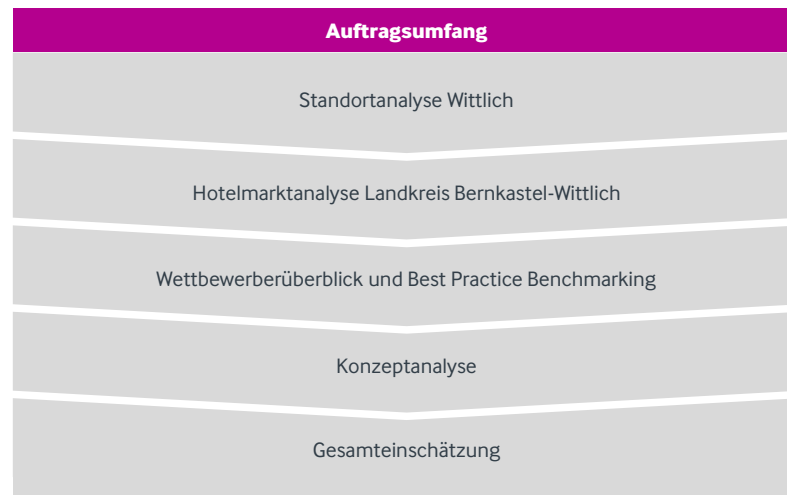 Auftragsumfang
Standortanalyse Wittlich
Hotelmarktanalyse Landkreis Bernkastel-Wittlich
Wettbewerberüberblick und Best Practice Benchmarking
Konzeptanalyse
Gesamteinschätzung